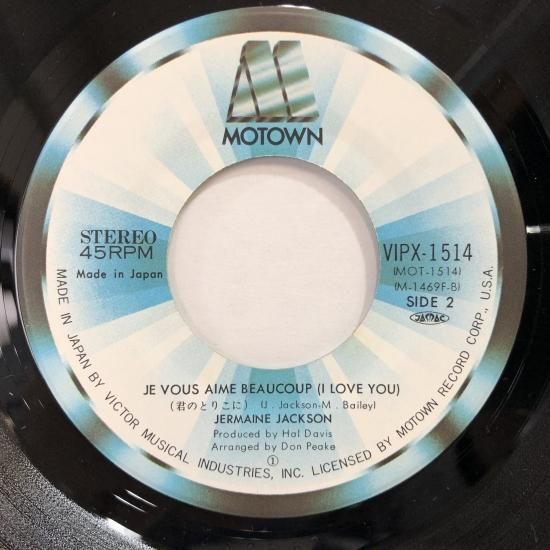 MOTOWN
STEREO
45RPM
Made in Japan
VIPX-1514
(MOT-1514)
(M-1469F-B)
SIDE 2
JASRAC
JE VOUS AIME BEAUCOUP (I LOVE YOU)
(君のとりこに) (J. Jackson-M. Bailey)
JERMAINE JACKSON
Produced by Hal Davis
Arranged by Don Peake
①
MADE IN JAPAN BY VICTOR MUSICAL INDUSTRIES, INC. LICENSED BY MOTOWN RECORD CORP., U.S.A.